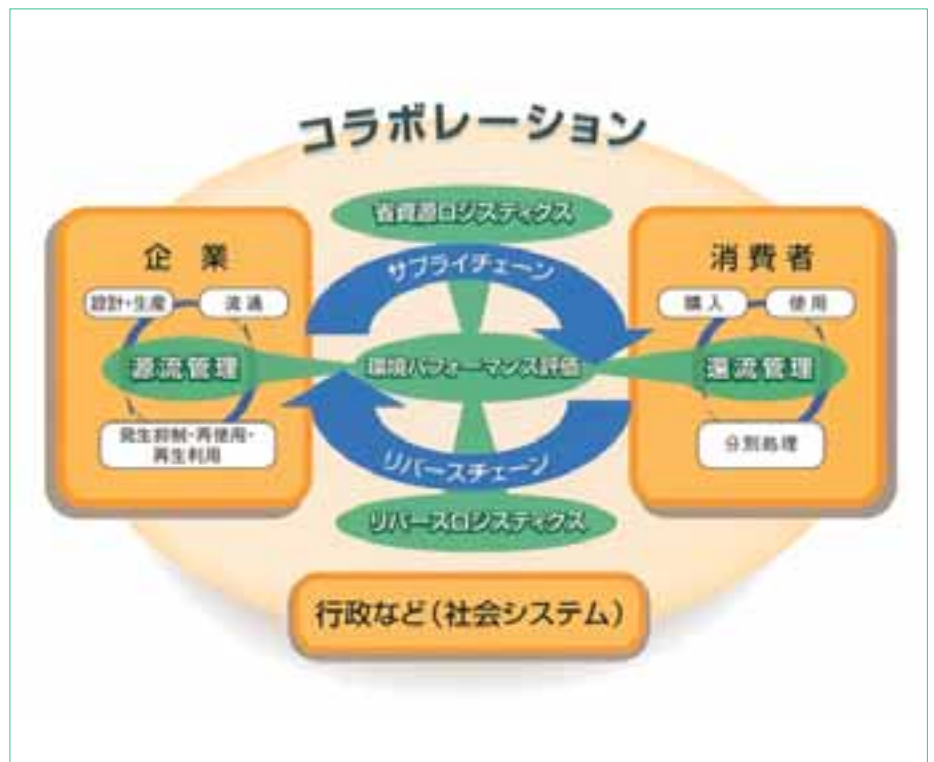 コラボレーション
省資源ロジスティクス
企業
サプライチェーン
消費者
設計・生産
流通
購入
使用
源流管理
環境パフォーマンス評価
還流管理
発生抑制・再使用・
再生利用
分別処理
リバースチェーン
リバースロジスティクス
行政など(社会システム)